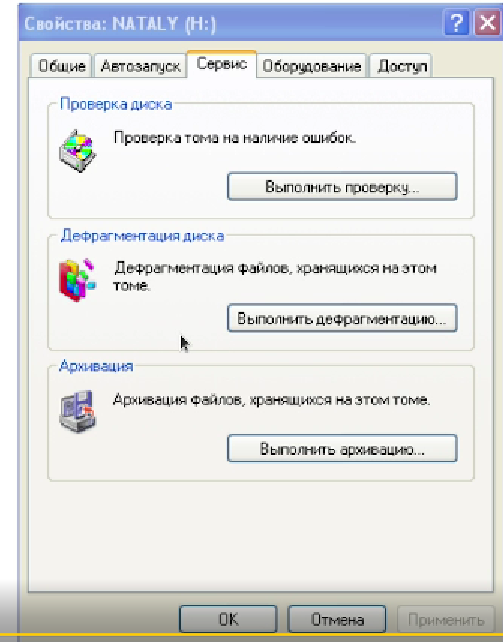 Свойства: NATALY (H:)
Общие Автозапуск Сервис Оборудование Доступ
Проверка диска
Проверка тома на наличие ошибок.
Выполнить проверку...
Дефрагментация диска
Дефрагментация файлов, хранящихся на этом
томе.
Выполнить дефрагментацию...
Архивация
Архивация файлов, хранящихся на этом томе.
Выполнить архивацию...
OK Отмена Применить